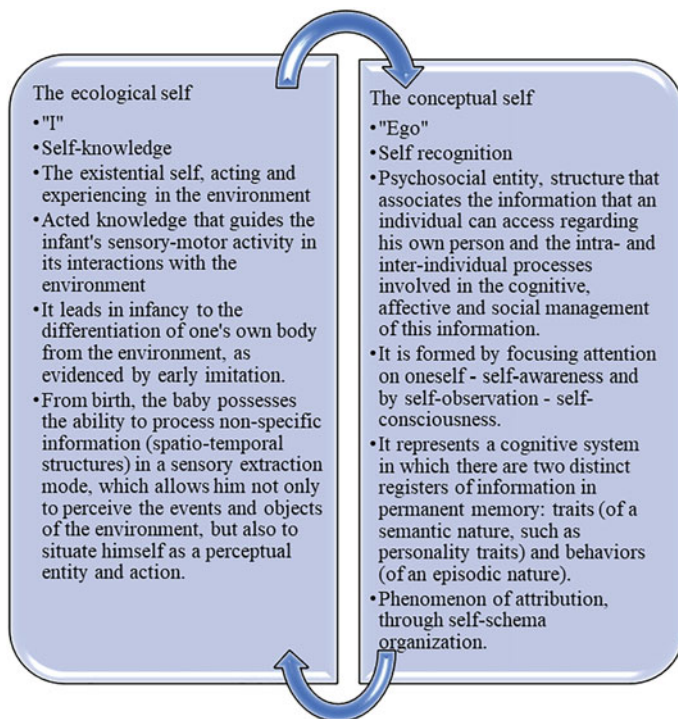 The ecological self
•"I"
•Self-knowledge
•The existential self, acting and
experiencing in the environment
•Acted knowledge that guides the
infant's sensory-motor activity in
its interactions with the
environment
•It leads in infancy to the
differentiation of one's own body
from the environment, as
evidenced by early imitation.
•From birth, the baby possesses
the ability to process non-specific
information (spatio-temporal
structures) in a sensory extraction
mode, which allows him not only
to perceive the events and objects
of the environment, but also to
situate himself as a perceptual
entity and action.
The conceptual self
•"Ego"
•Self recognition
•Psychosocial entity, structure that
associates the information that an
individual can access regarding
his own person and the intra- and
inter-individual processes
involved in the cognitive,
affective and social management
of this information.
•It is formed by focusing attention
on oneself - self-awareness and
by self-observation - self-
consciousness.
•It represents a cognitive system
in which there are two distinct
registers of information in
permanent memory: traits (of a
semantic nature, such as
personality traits) and behaviors
(of an episodic nature).
•Phenomenon of attribution,
through self-schema
organization.